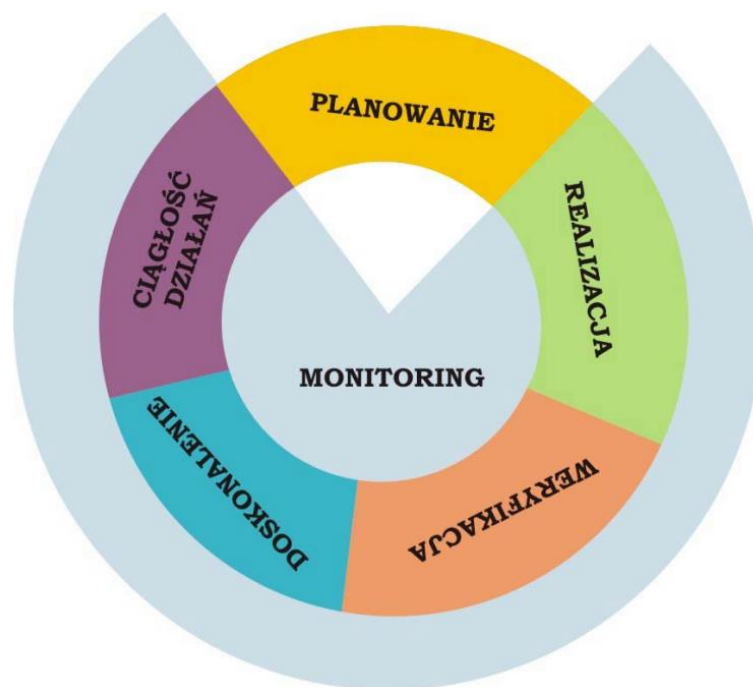 PLANOWANIE
REALIZACJA
WERYFIKACJA
DOSKONALENIE
CIĄGŁOŚĆ
DZIAŁAŃ
MONITORING